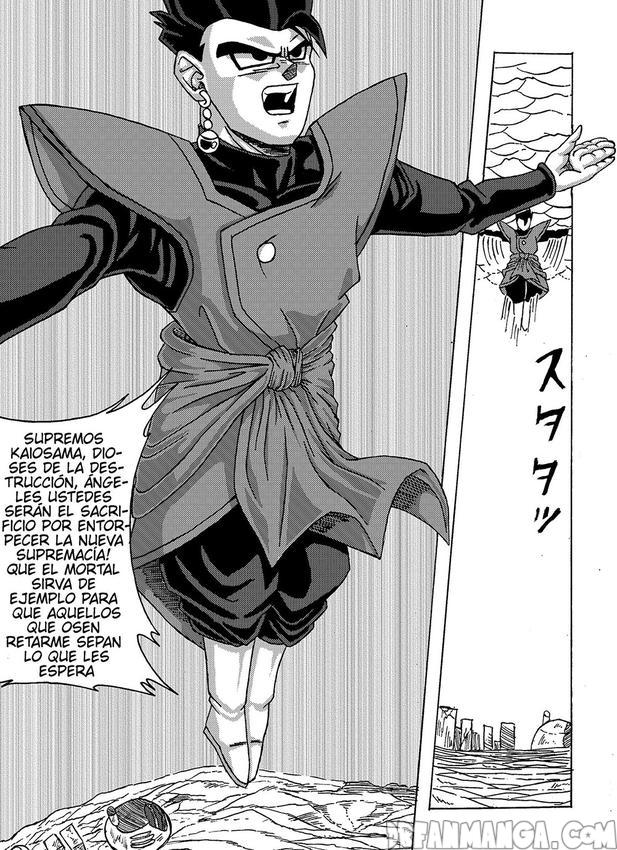 SUPREMOS
KAIOSAMA, DIO-
SES DE LA DES-
TRUCCIÓN, ÁNGE-
LES USTEDES
SERÁN EL SACRI-
FICIO POR ENTOR-
PECER LA NUEVA
SUPREMACÍA!
QUE EL MORTAL
SIRVA DE
EJEMPLO PARA
QUE AQUELLOS
QUE OSEN
RETARME SEPAN
LO QUE LES
ESPERA
スタタッ
DBFANMANGA.COM